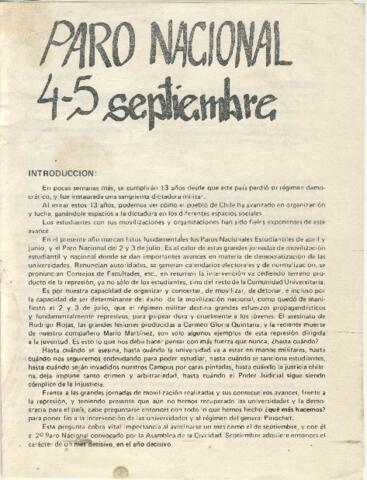 PARO NACIONAL
4-5 septiembre
INTRODUCCION:
En pocas semanas más, se cumplirán 13 años desde que este país perdió su régimen demo-
crático, y fue instaurada una sangrienta dictadura militar.
Al mirar estos 13 años, podemos ver cómo el pueblo de Chile ha avanzado en organización
y lucha, ganándole espacios a la dictadura en los diferentes espacios sociales.
Los estudiantes con sus movilizaciones y organizaciones han sido fieles exponentes de este
avance.
En el presente año marcan hitos fundamentales los Paros Nacionales Estudiantiles de abril y
junio, y el Paro Nacional del 2 y 3 de julio. Es al calor de estas grandes jornadas de movilización
estudiantil y nacional donde se dan importantes avances en materia de democratización de las
universidades. Renuncian autoridades, se generan calendarios electorales y de normalización, se
pronuncian Consejos de Facultades, etc., en resumen la intervención va cediendo terreno pro-
ducto de la represión, ya no sólo de los estudiantes, sino del resto de la Comunidad Universitaria.
Es por nuestra capacidad de organizar y concertar, de movilizar, de detonar, e incluso por
la capacidad de ser determinante del éxito de la movilización nacional, como quedó de mani-
fiesto el 2 y 3 de julio, que el régimen militar destina grandes esfuerzos propagandísticos y
fundamentalmente represivos, para golpear dura y cruelmente a los jóvenes. El asesinato de
Rodrigo Rojas, las grandes lesiones producidas a Carmen Gloria Quintana, y la reciente muerte
de nuestro compañero Mario Martínez, son sólo algunos ejemplos de esta represión dirigida
a la juventud. Es esto lo que nos debe hacer pensar con más fuerza que nunca, ¿hasta cuándo?
Hasta cuándo se asesina, hasta cuándo la universidad va a estar en manos militares, hasta
cuándo nos seguiremos endeudando para poder estudiar, hasta cuándo se sancionan estudiantes,
hasta cuándo serán invadidos nuestros Campus por caras pintadas, hasta cuándo la justicia chile-
na deja impune tanto crimen y arbitrariedad, hasta cuándo el Poder Judicial sigue siendo
cómplice de la injusticia.
Frente a las grandes jornadas de movilización realizadas y sus consecuentes avances, frente a
la represión, y teniendo presente que aún no hemos recuperado las universidades y la demo-
cracia para el país, cabe preguntarse entonces con todo lo que hemos hecho ¿qué más hacemos?
para poner fin a la intervención de las universidades y al régimen del general Pinochet.
Esta pregunta cobra vital importancia al avecinarse un mes como el de septiembre, y con él
el 2º Paro Nacional convocado por la Asamblea de la Civilidad. Septiembre adquiere entonces el
carácter de un mes decisivo, en el año decisivo.